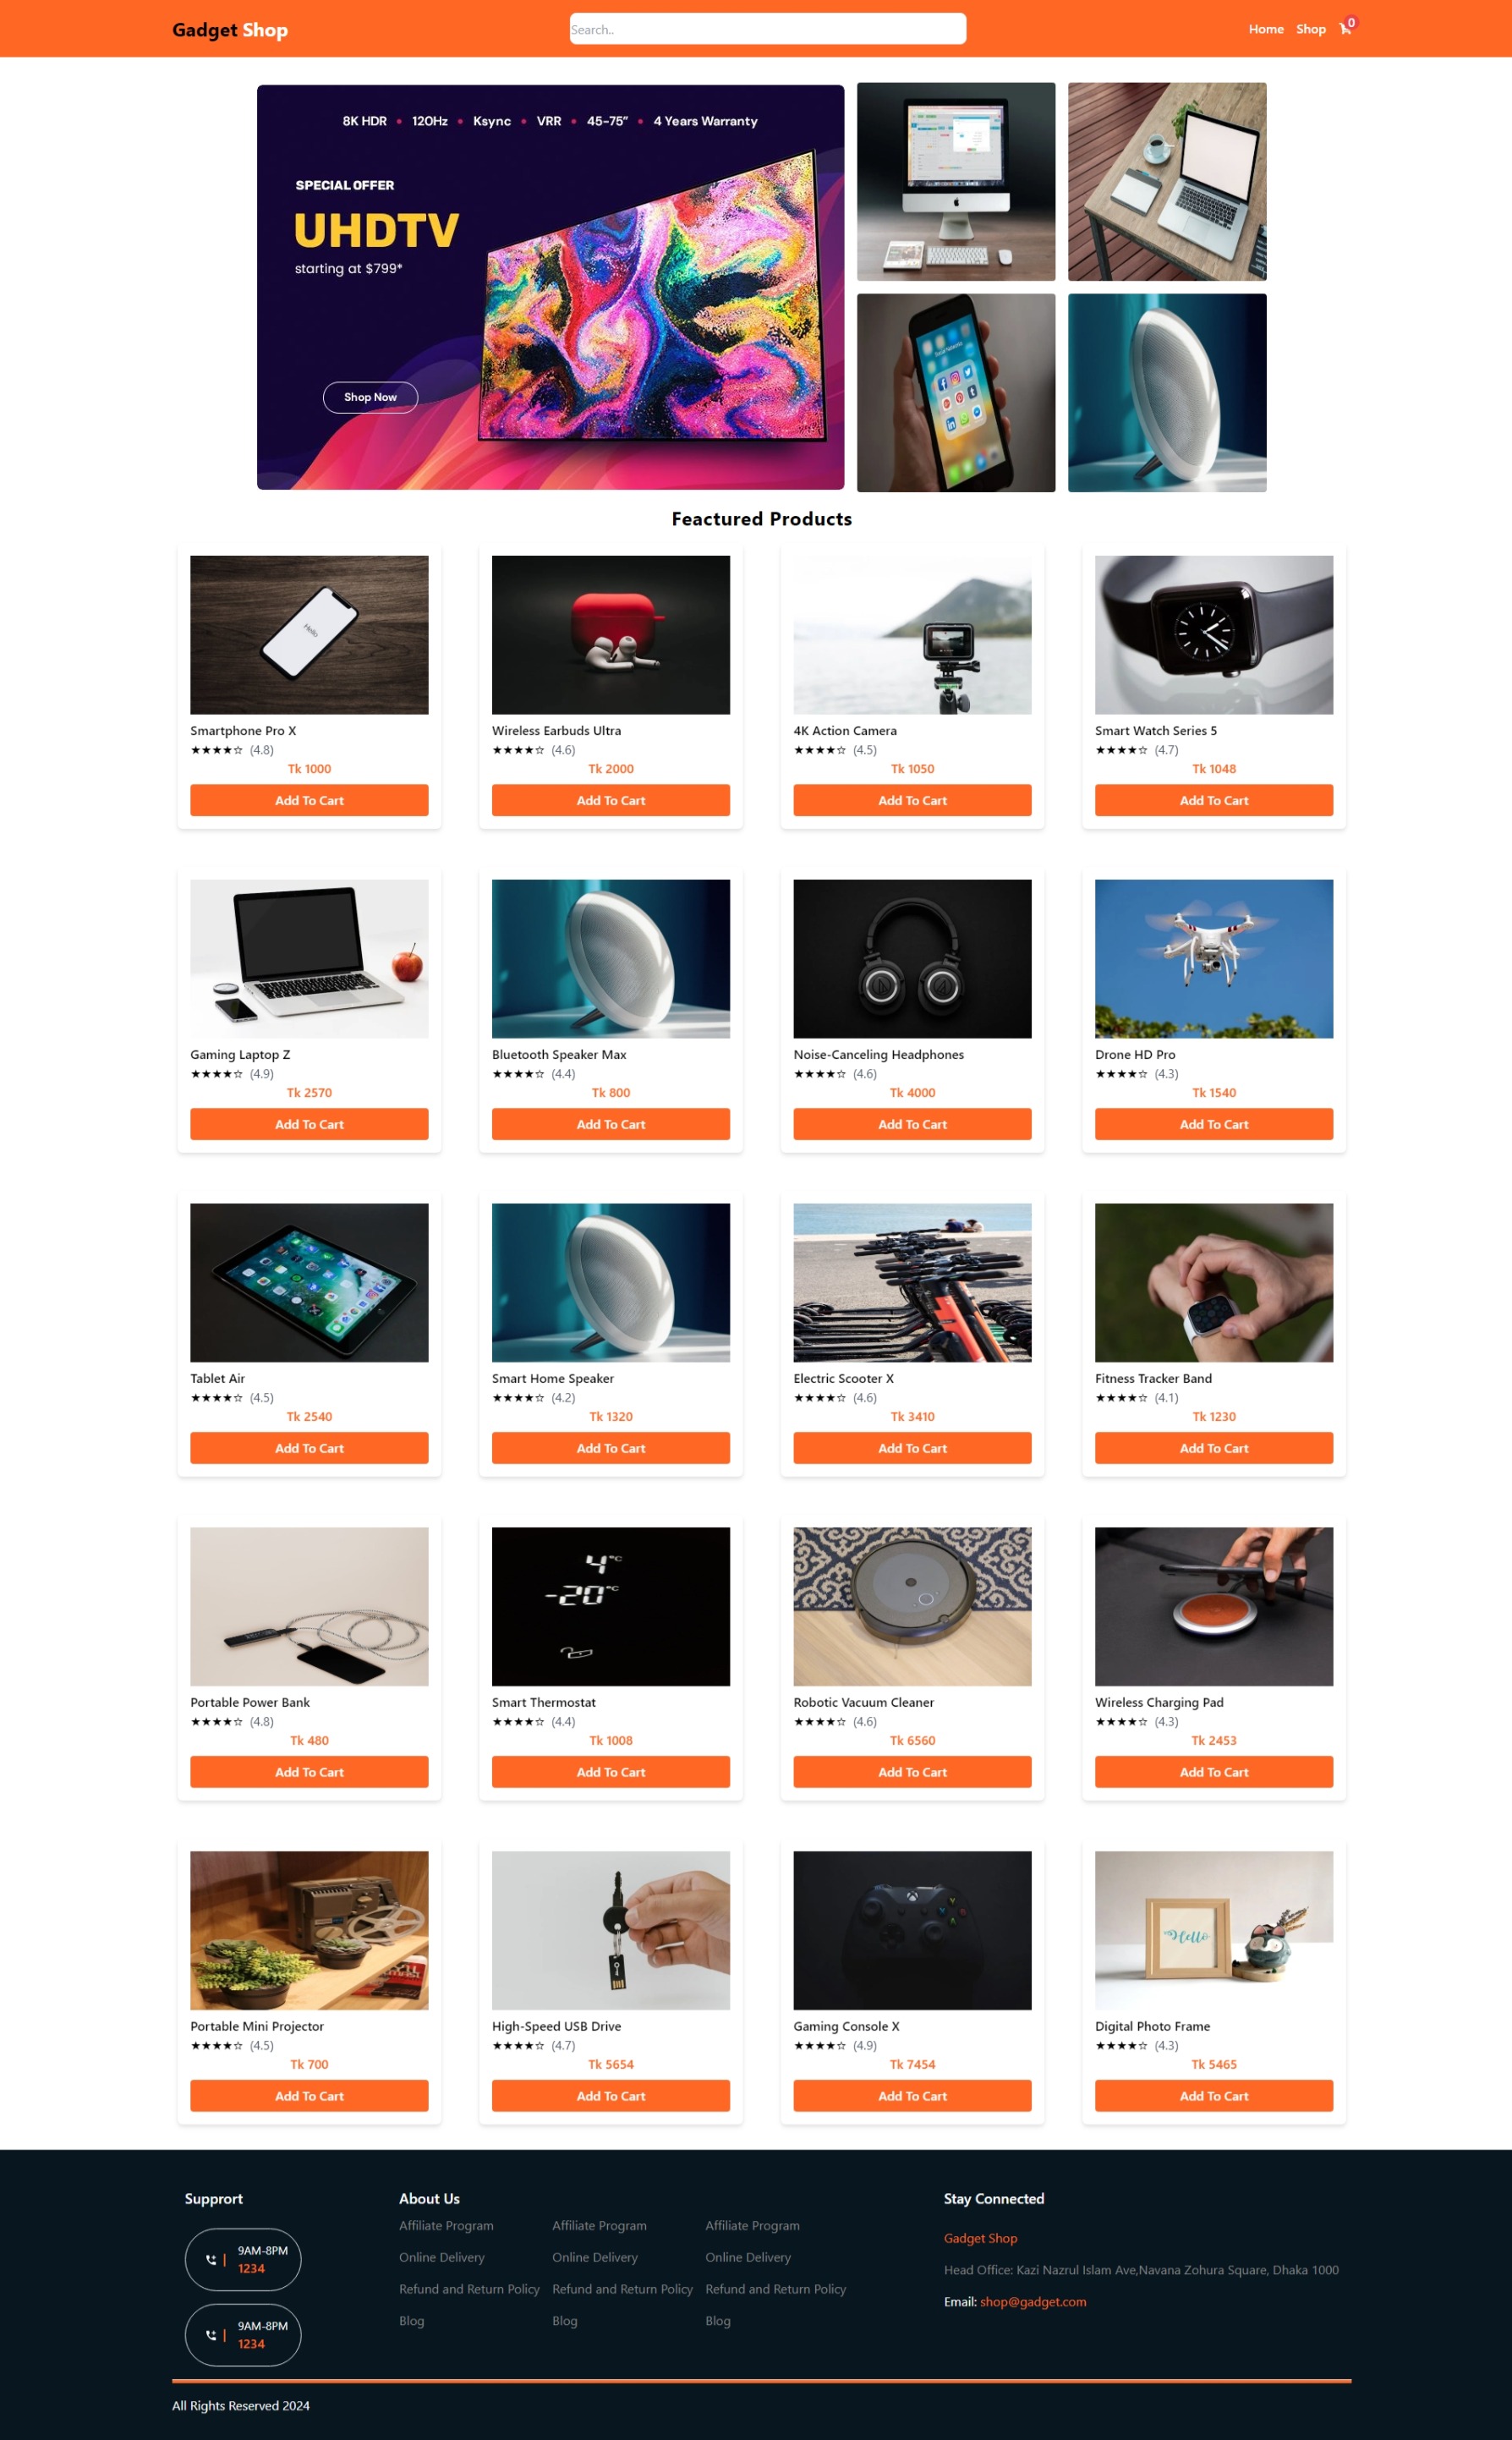 Gadget Shop
Search..
Home Shop 0
8K HDR • 120Hz • Ksync • VRR • 45-75" • 4 Years Warranty
SPECIAL OFFER
UHDTV
starting at $799*
Shop Now
Feactured Products
Hello
Smartphone Pro X
★★★★☆ (4.8)
Tk 1000
Add To Cart
Wireless Earbuds Ultra
★★★★☆ (4.6)
Tk 2000
Add To Cart
4K Action Camera
★★★★☆ (4.5)
Tk 1050
Add To Cart
Smart Watch Series 5
★★★★☆ (4.7)
Tk 1048
Add To Cart
Gaming Laptop Z
★★★★☆ (4.9)
Tk 2570
Add To Cart
Bluetooth Speaker Max
★★★★☆ (4.4)
Tk 800
Add To Cart
Noise-Canceling Headphones
★★★★☆ (4.6)
Tk 4000
Add To Cart
Drone HD Pro
★★★★☆ (4.3)
Tk 1540
Add To Cart
Tablet Air
★★★★☆ (4.5)
Tk 2540
Add To Cart
Smart Home Speaker
★★★★☆ (4.2)
Tk 1320
Add To Cart
Electric Scooter X
★★★★☆ (4.6)
Tk 3410
Add To Cart
Fitness Tracker Band
★★★★☆ (4.1)
Tk 1230
Add To Cart
Portable Power Bank
★★★★☆ (4.8)
Tk 480
Add To Cart
4°C
-20°C
Smart Thermostat
★★★★☆ (4.4)
Tk 1008
Add To Cart
Robotic Vacuum Cleaner
★★★★☆ (4.6)
Tk 6560
Add To Cart
Wireless Charging Pad
★★★★☆ (4.3)
Tk 2453
Add To Cart
Portable Mini Projector
★★★★☆ (4.5)
Tk 700
Add To Cart
High-Speed USB Drive
★★★★☆ (4.7)
Tk 5654
Add To Cart
Gaming Console X
★★★★☆ (4.9)
Tk 7454
Add To Cart
Hello
Digital Photo Frame
★★★★☆ (4.3)
Tk 5465
Add To Cart
Supprort
9AM-8PM
1234
9AM-8PM
1234
About Us
Affiliate Program Affiliate Program Affiliate Program
Online Delivery Online Delivery Online Delivery
Refund and Return Policy Refund and Return Policy Refund and Return Policy
Blog Blog Blog
Stay Connected
Gadget Shop
Head Office: Kazi Nazrul Islam Ave,Navana Zohura Square, Dhaka 1000
Email: shop@gadget.com
All Rights Reserved 2024